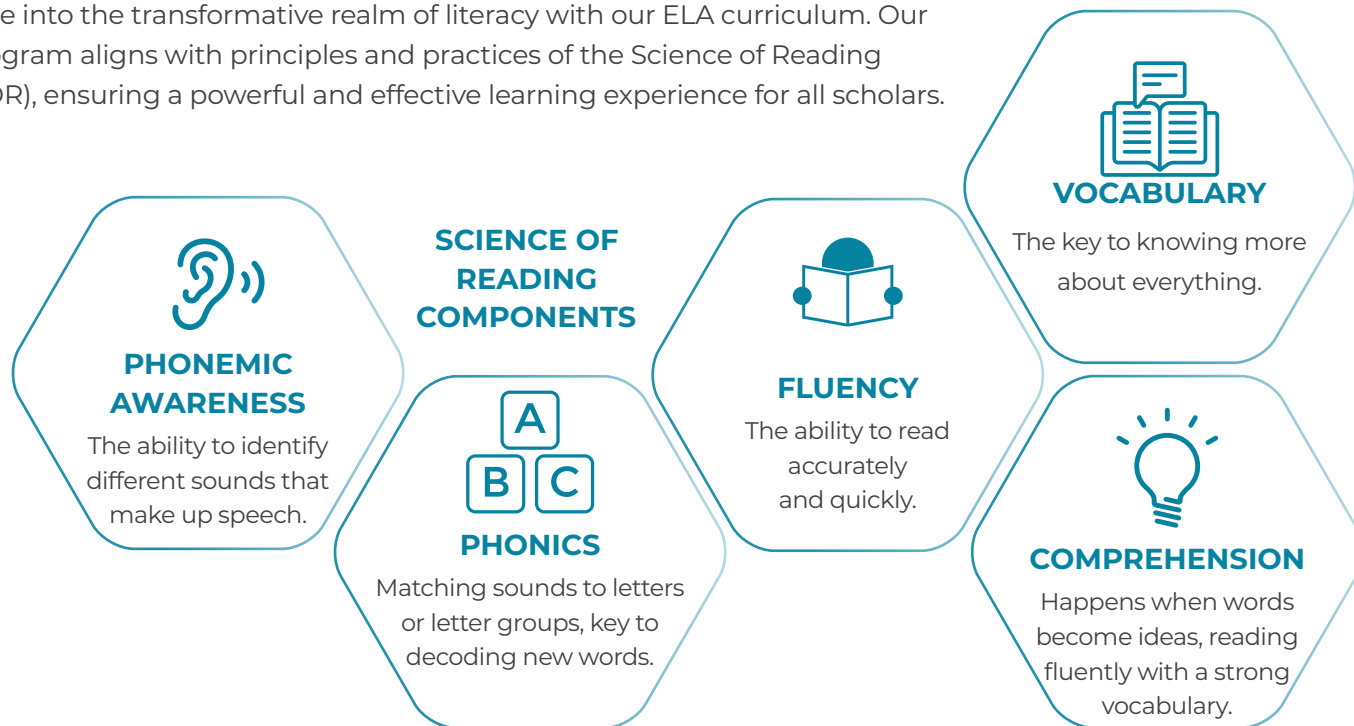 e into the transformative realm of literacy with our ELA curriculum. Our
gram aligns with principles and practices of the Science of Reading
OR), ensuring a powerful and effective learning experience for all scholars.
SCIENCE OF
READING
COMPONENTS
PHONEMIC
AWARENESS
The ability to identify
different sounds that
make up speech.
A
B C
PHONICS
Matching sounds to letters
or letter groups, key to
decoding new words.
FLUENCY
The ability to read
accurately
and quickly.
VOCABULARY
The key to knowing more
about everything.
COMPREHENSION
Happens when words
become ideas, reading
fluently with a strong
vocabulary.